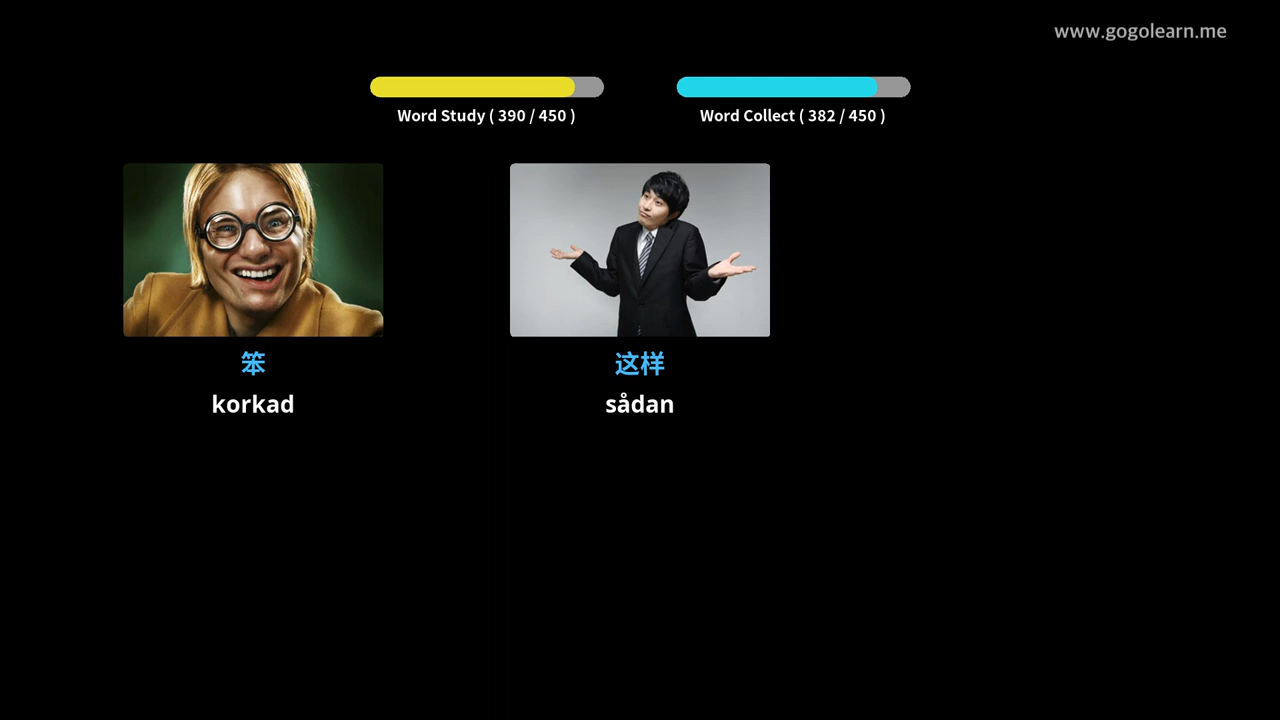 www.gogolearn.me
Word Study ( 390 / 450 )
Word Collect ( 382 / 450 )
笨
这样
korkad
sådan